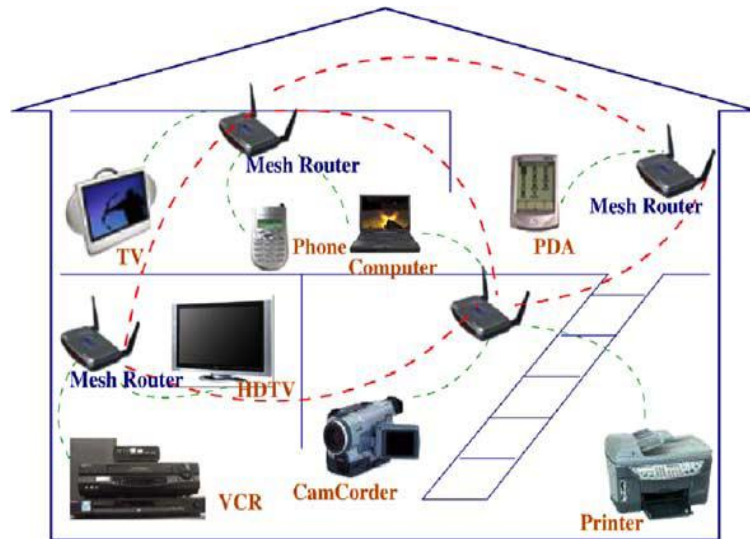 Mesh Router
Mesh Router
TV
Phone
Computer
PDA
Mesh Router
HDTV
VCR
CamCorder
Printer